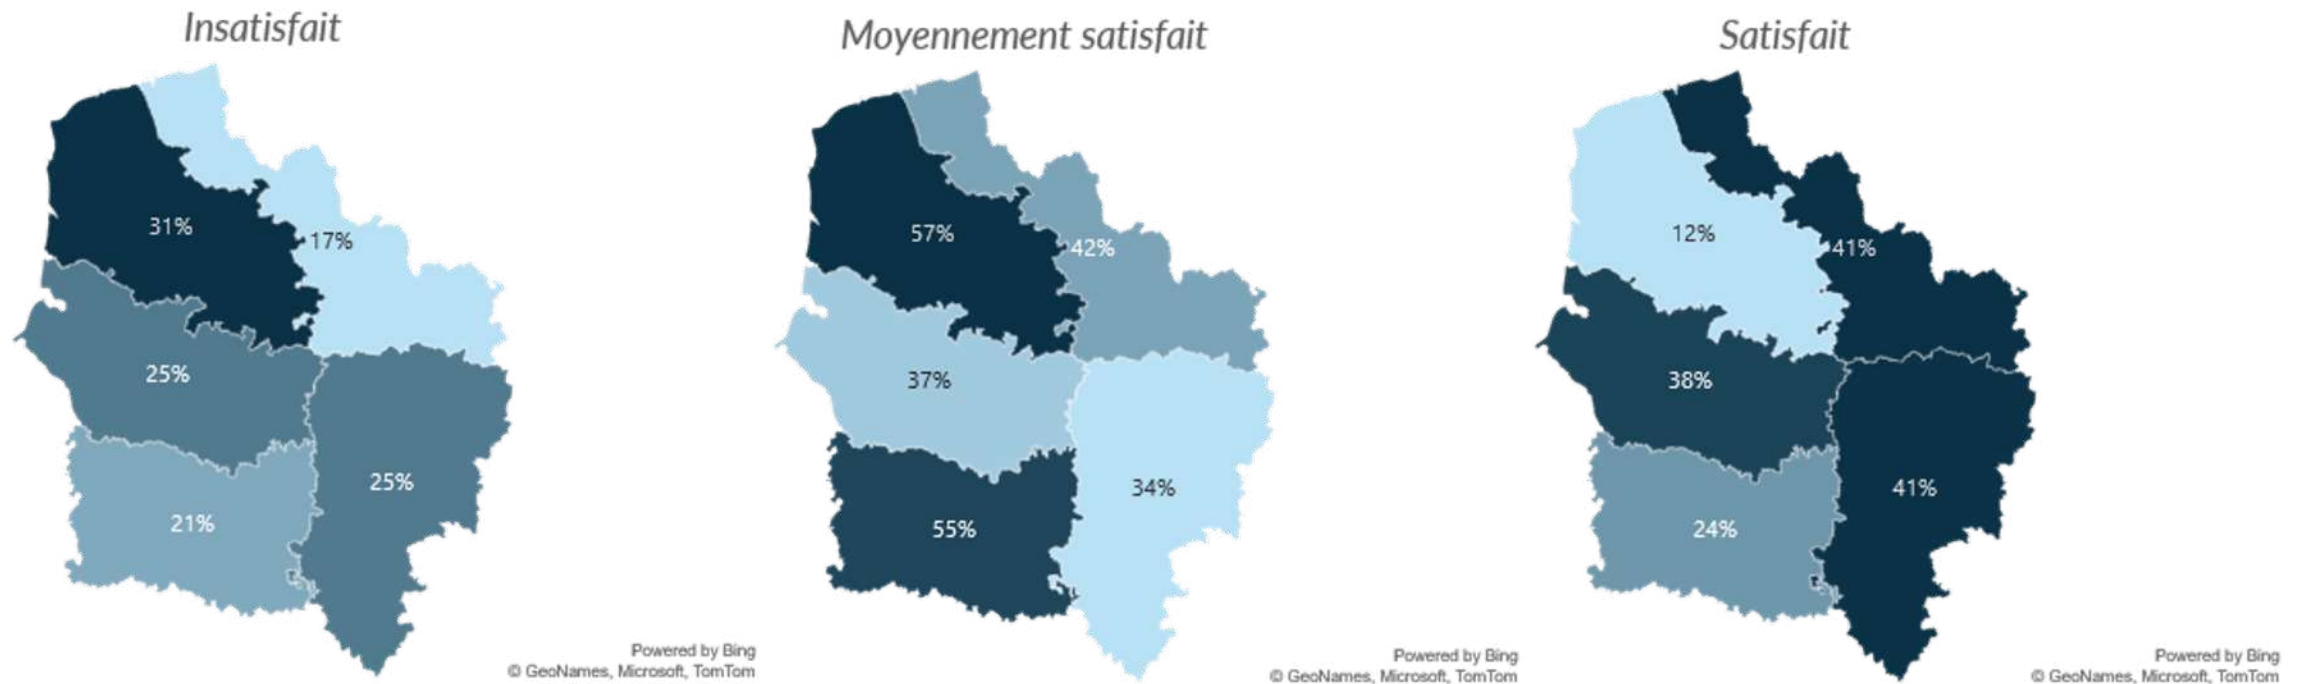 Insatisfait
31%
17%
25%
25%
21%
Powered by Bing
© GeoNames, Microsoft, TomTom
Moyennement satisfait
57%
42%
37%
34%
55%
Powered by Bing
© GeoNames, Microsoft, TomTom
Satisfait
12%
41%
38%
41%
24%
Powered by Bing
© GeoNames, Microsoft, TomTom